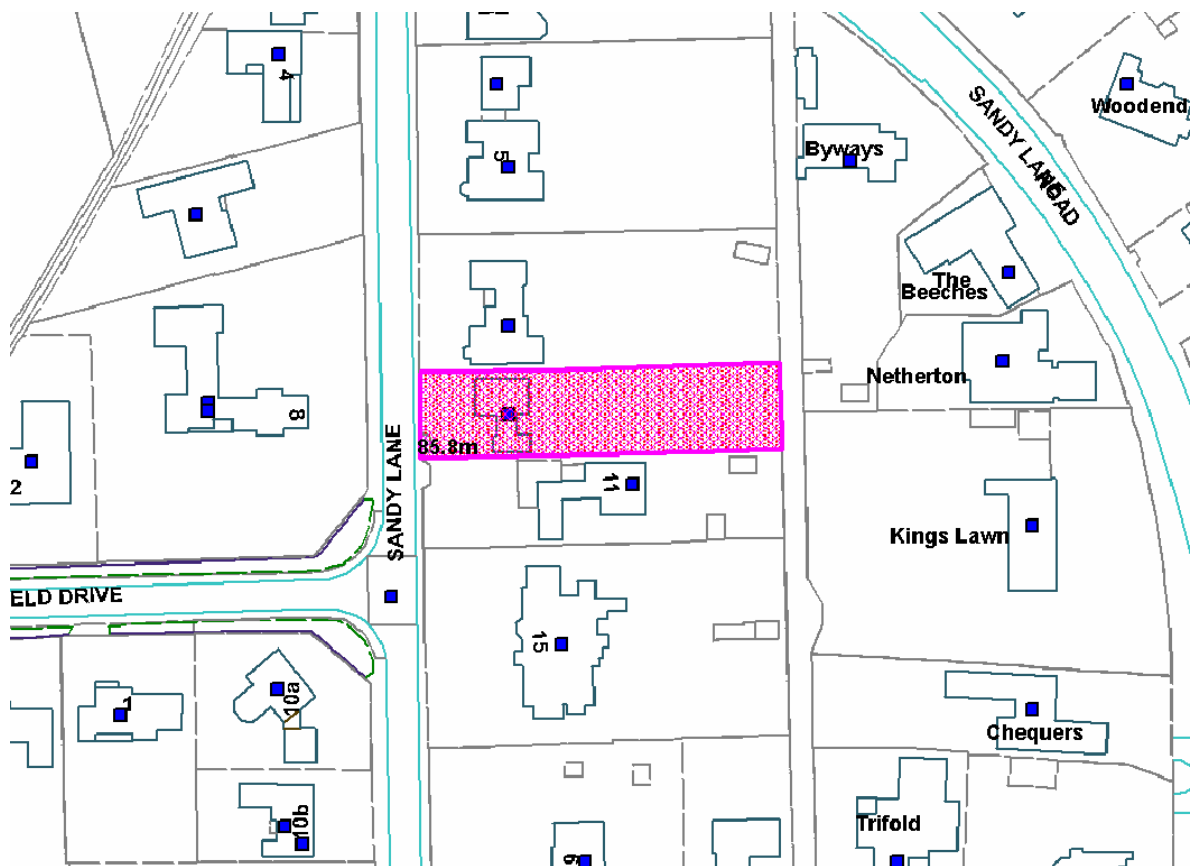 4
Woodend
SANDY LANE
5
Byways
ROAD
The
Beeches
Netherton
8
85.8m
SANDY LANE
2
11
Kings Lawn
ELD DRIVE
15
10a
1
Chequers
10b
Trifold